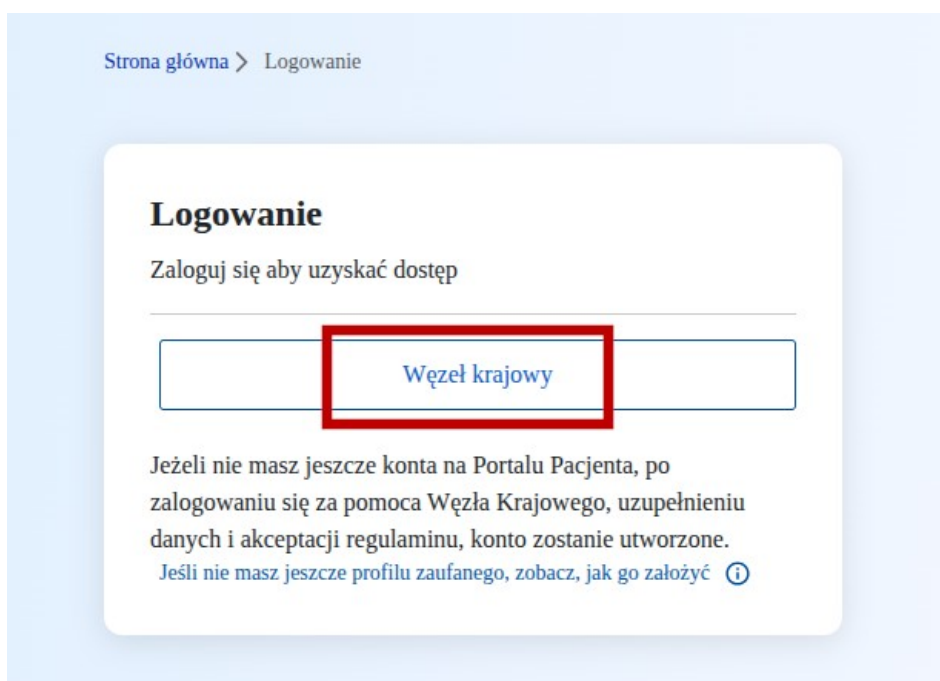 Strona główna > Logowanie
Logowanie
Zaloguj się aby uzyskać dostęp
Węzeł krajowy
Jeżeli nie masz jeszcze konta na Portalu Pacjenta, po
zalogowaniu się za pomoca Węzła Krajowego, uzupełnieniu
danych i akceptacji regulaminu, konto zostanie utworzone.
Jeśli nie masz jeszcze profilu zaufanego, zobacz, jak go założyć